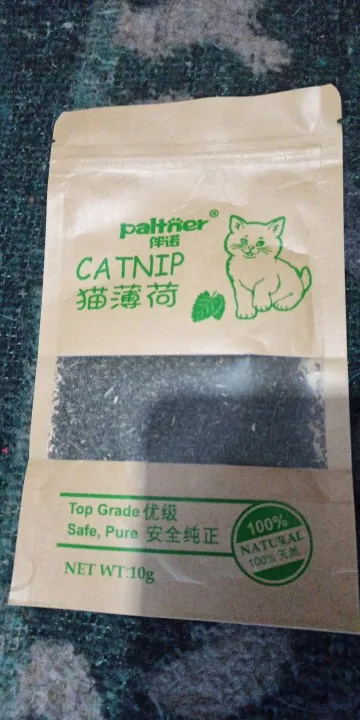 paltner®
伴诺
CATNIP
猫薄荷
Top Grade 优级
Safe, Pure 安全纯正
100%
NATURAL
100% 天然
NET WT:10g